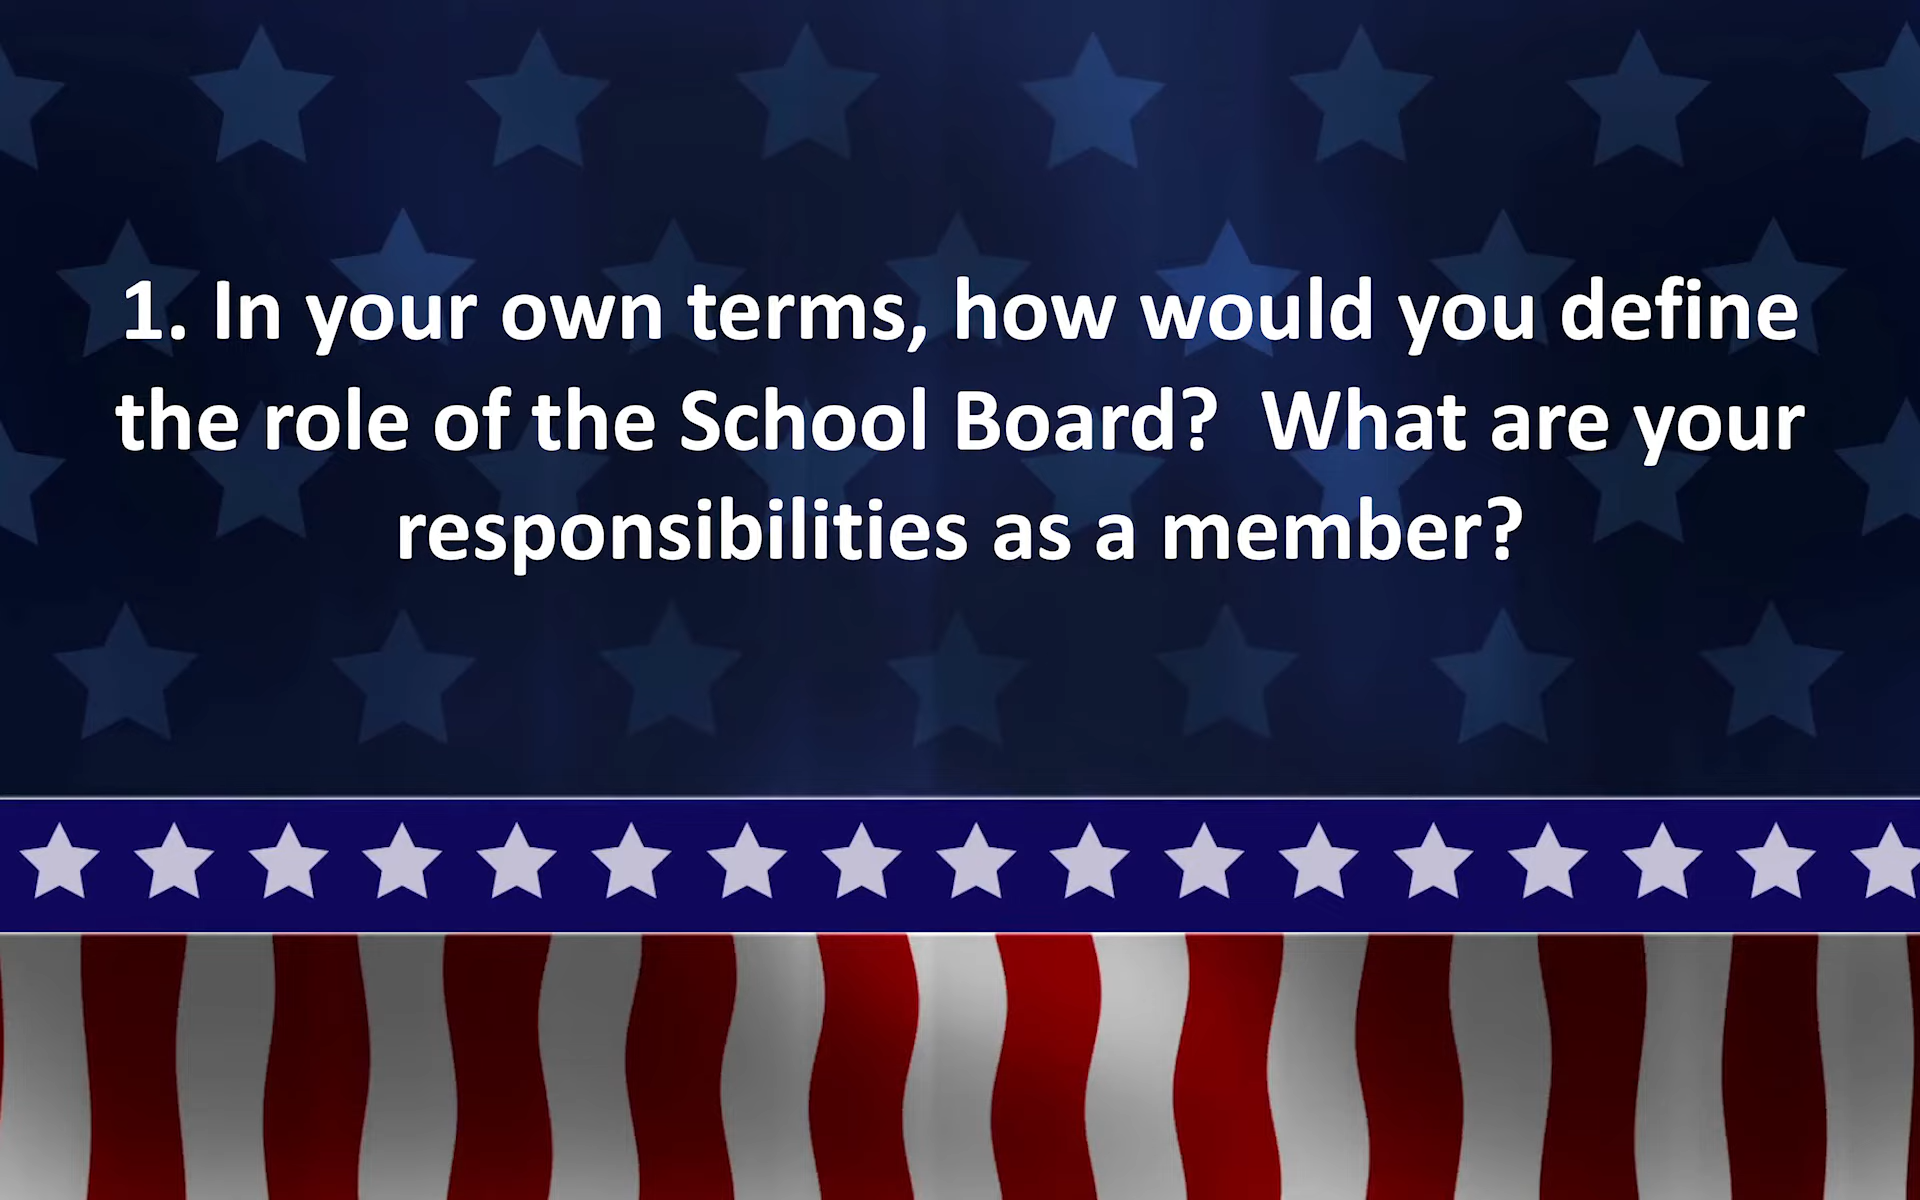 1. In your own terms, how would you define
the role of the School Board?  What are your
responsibilities as a member?